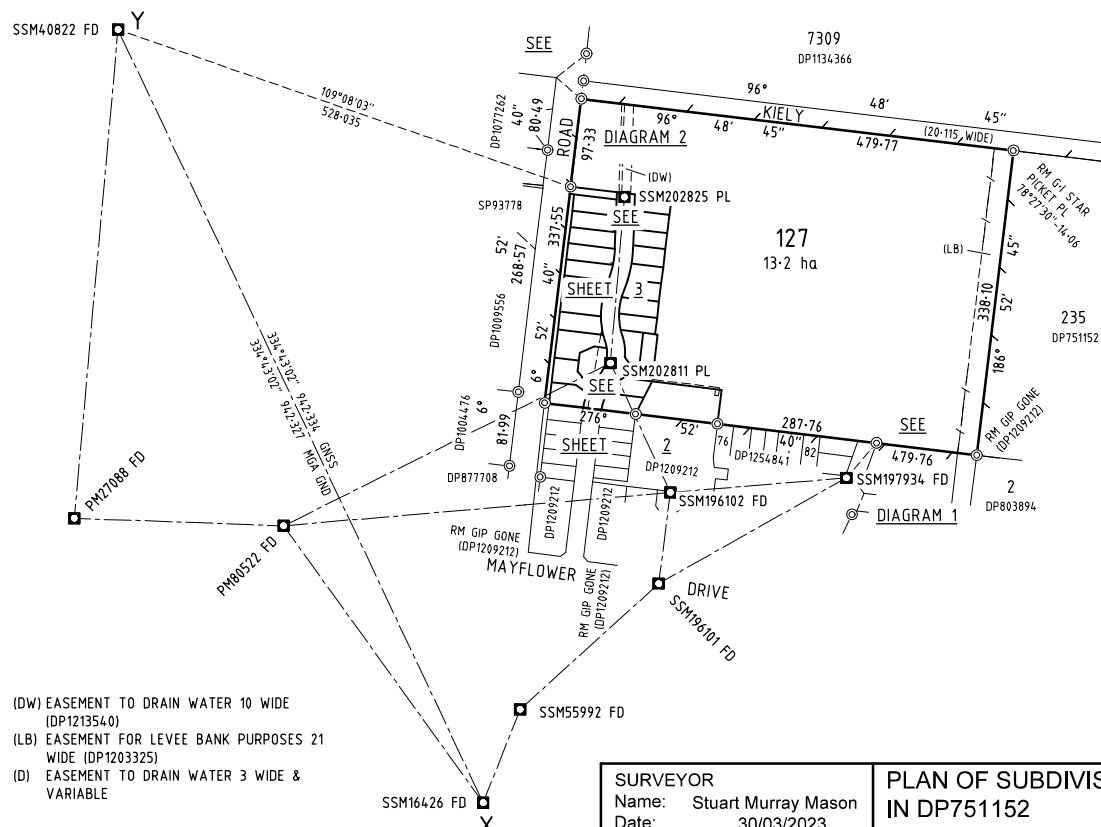 SSM40822 FD
Y
SEE
7309
DP1134366
96°
48'
45"
KIELY
(20·115 WIDE)
96°
48'
45"
479·77
109°08'03"
528·035
DP1077262
40"
80·49
ROAD
97·33
DIAGRAM 2
(DW)
SSM202825 PL
SEE
SP93778
337·55
RM G.I STAR
PICKET PL
78°27'30"-14·06
127
13·2 ha
(LB)
45"
338·10
52'
186°
235
DP751152
52'
268·57
DP1009556
40"
52'
6°
SHEET 3
334°43'02" 942·334 GNSS
334°43'02" 942·327 MGA GND
SSM202811 PL
SEE
276°
52'
287·76
40"
SEE
479·76
RM GIP GONE
(DP1209212)
DP1004476
6°
81·99
DP877708
SHEET 2
DP1209212
76
DP1254841
82
2
DP803894
PM27088 FD
PM80522 FD
SSM196102 FD
SSM197934 FD
DIAGRAM 1
RM GIP GONE
(DP1209212)
DP1209212
DP1209212
MAYFLOWER
DRIVE
RM GIP GONE
(DP1209212)
SSM196101 FD
SSM55992 FD
SSM16426 FD
X
(DW) EASEMENT TO DRAIN WATER 10 WIDE
(DP1213540)
(LB) EASEMENT FOR LEVEE BANK PURPOSES 21
WIDE (DP1203325)
(D) EASEMENT TO DRAIN WATER 3 WIDE &
VARIABLE
SURVEYOR
Name: Stuart Murray Mason
Date: 30/03/2023
PLAN OF SUBDIVIS
IN DP751152